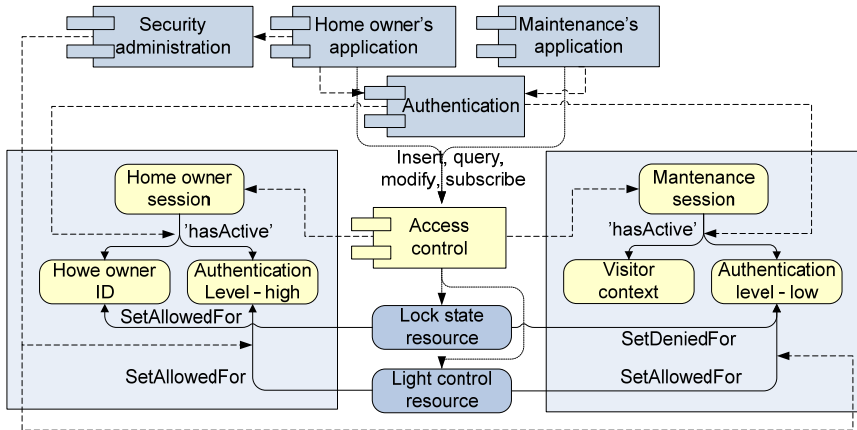 Security
administration
Home owner's
application
Maintenance's
application
Authentication
Insert, query,
modify, subscribe
Home owner
session
Mantenance
session
Access
control
'hasActive'
'hasActive'
Howe owner
ID
Authentication
Level - high
Visitor
context
Authentication
level - low
SetAllowedFor
Lock state
resource
SetDeniedFor
SetAllowedFor
Light control
resource
SetAllowedFor